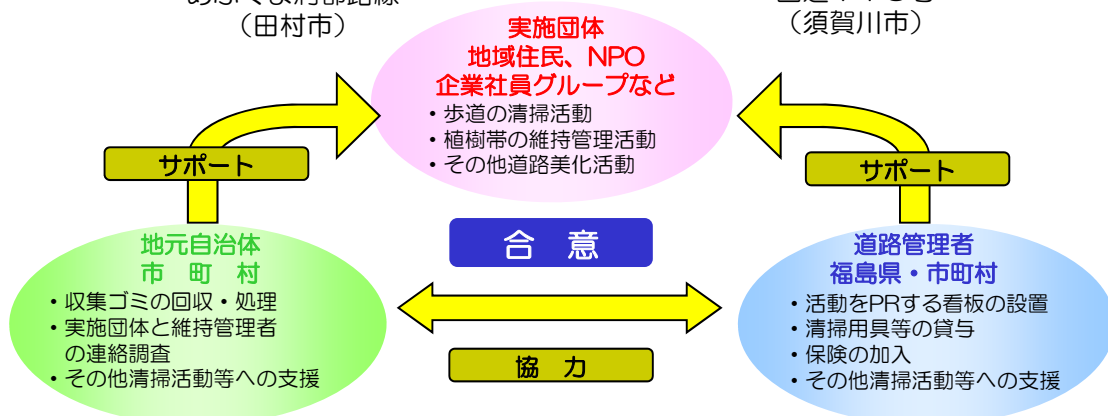 （田村市）
（須賀川市）
実施団体
地域住民、NPO
企業社員グループなど
・歩道の清掃活動
・植樹帯の維持管理活動
・その他道路美化活動
サポート
サポート
合　意
地元自治体
市　町　村
・収集ゴミの回収・処理
・実施団体と維持管理者
の連絡調査
・その他清掃活動等への支援
道路管理者
福島県・市町村
・活動をPRする看板の設置
・清掃用具等の貸与
・保険の加入
・その他清掃活動等への支援
協　力